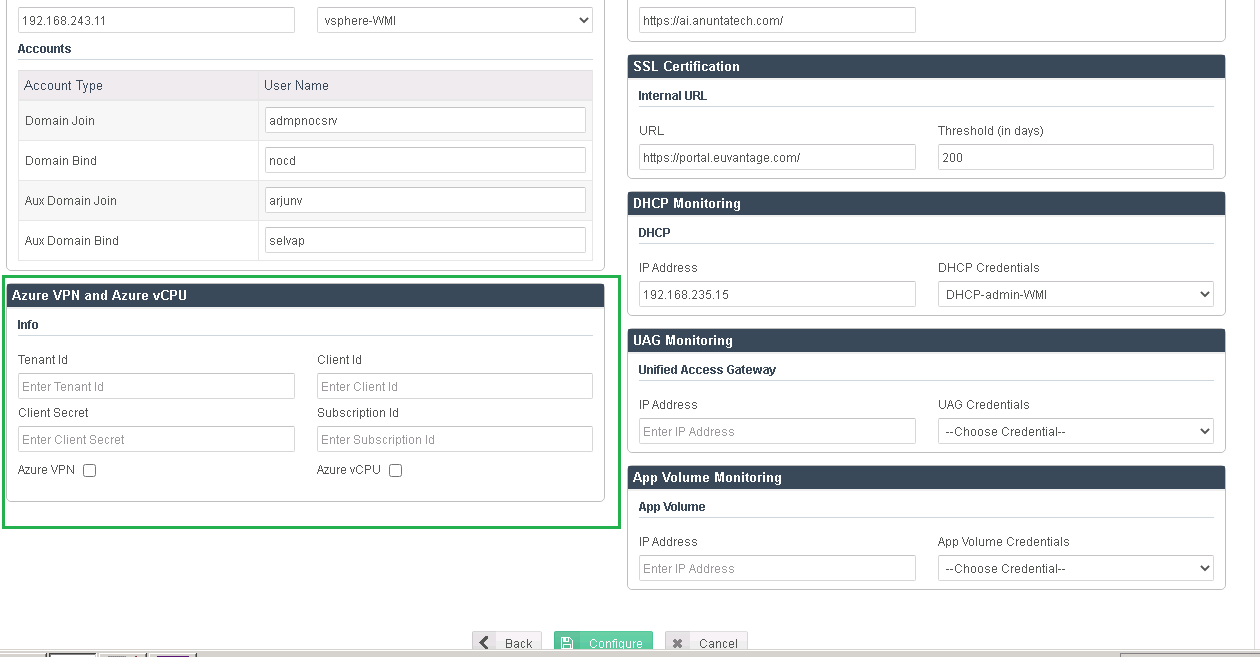 192.168.243.11
vsphere-WMI
Accounts
Account Type User Name
Domain Join admpnocsrv
Domain Bind nocd
Aux Domain Join arjunv
Aux Domain Bind selvap
Azure VPN and Azure vCPU
Info
Tenant Id Client Id
Enter Tenant Id Enter Client Id
Client Secret Subscription Id
Enter Client Secret Enter Subscription Id
Azure VPN Azure vCPU
https://ai.anuntatech.com/
SSL Certification
Internal URL
URL Threshold (in days)
https://portal.euvantage.com/ 200
DHCP Monitoring
DHCP
IP Address DHCP Credentials
192.168.235.15 DHCP-admin-WMI
UAG Monitoring
Unified Access Gateway
IP Address UAG Credentials
Enter IP Address --Choose Credential--
App Volume Monitoring
App Volume
IP Address App Volume Credentials
Enter IP Address --Choose Credential--
Back Configure Cancel